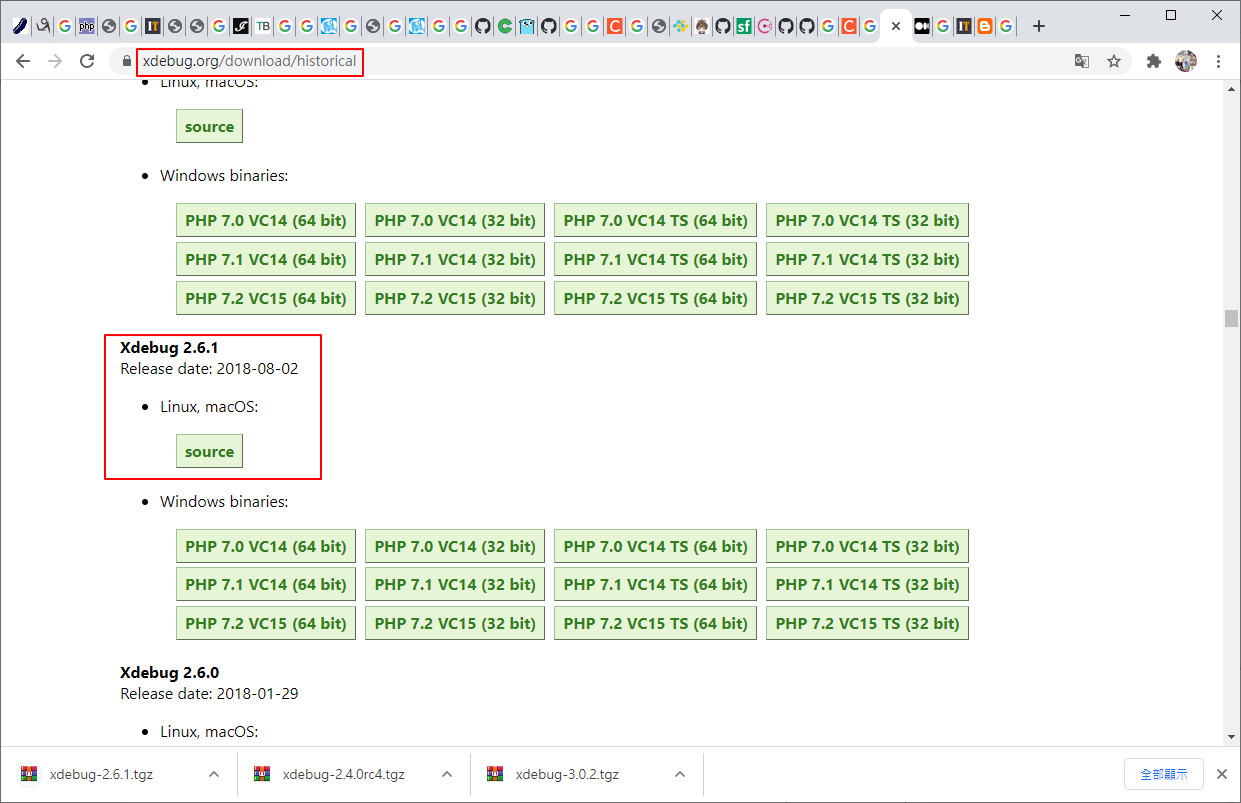 php
IT
TB
C
sf
C
IT
xdebug.org/download/historical
Linux, macOS:
source
Windows binaries:
PHP 7.0 VC14 (64 bit) PHP 7.0 VC14 (32 bit) PHP 7.0 VC14 TS (64 bit) PHP 7.0 VC14 TS (32 bit)
PHP 7.1 VC14 (64 bit) PHP 7.1 VC14 (32 bit) PHP 7.1 VC14 TS (64 bit) PHP 7.1 VC14 TS (32 bit)
PHP 7.2 VC15 (64 bit) PHP 7.2 VC15 (32 bit) PHP 7.2 VC15 TS (64 bit) PHP 7.2 VC15 TS (32 bit)
Xdebug 2.6.1
Release date: 2018-08-02
Linux, macOS:
source
Windows binaries:
PHP 7.0 VC14 (64 bit) PHP 7.0 VC14 (32 bit) PHP 7.0 VC14 TS (64 bit) PHP 7.0 VC14 TS (32 bit)
PHP 7.1 VC14 (64 bit) PHP 7.1 VC14 (32 bit) PHP 7.1 VC14 TS (64 bit) PHP 7.1 VC14 TS (32 bit)
PHP 7.2 VC15 (64 bit) PHP 7.2 VC15 (32 bit) PHP 7.2 VC15 TS (64 bit) PHP 7.2 VC15 TS (32 bit)
Xdebug 2.6.0
Release date: 2018-01-29
Linux, macOS:
xdebug-2.6.1.tgz xdebug-2.4.0rc4.tgz xdebug-3.0.2.tgz 全部顯示